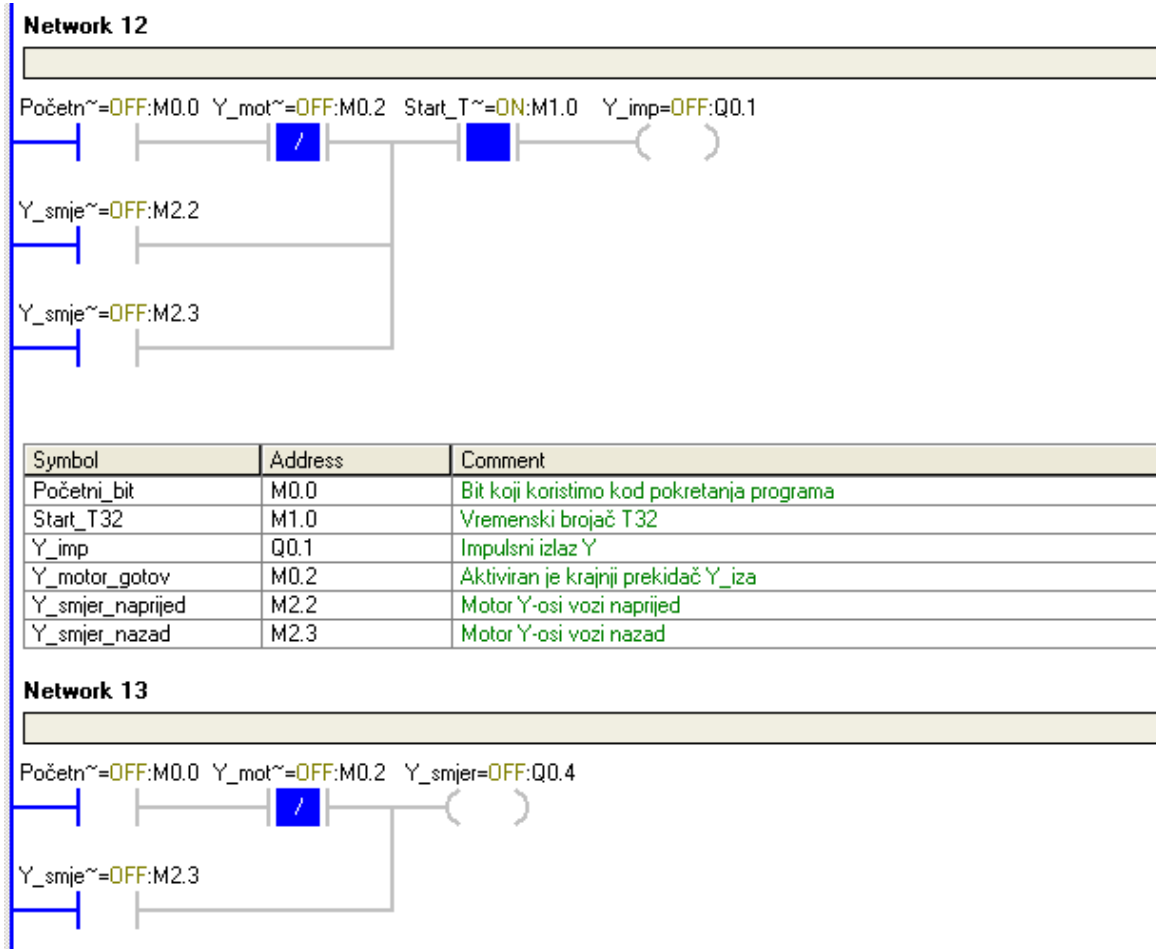 Network 12
Početn~=OFF:M0.0 Y_mot~=OFF:M0.2 Start_T~=ON:M1.0 Y_imp=OFF:Q0.1
/
Y_smje~=OFF:M2.2
Y_smje~=OFF:M2.3
Symbol Address Comment
Početni_bit M0.0 Bit koji koristimo kod pokretanja programa
Start_T32 M1.0 Vremenski brojač T32
Y_imp Q0.1 Impulsni izlaz Y
Y_motor_gotov M0.2 Aktiviran je krajnji prekidač Y_iza
Y_smjer_naprijed M2.2 Motor Y-osi vozi naprijed
Y_smjer_nazad M2.3 Motor Y-osi vozi nazad
Network 13
Početn~=OFF:M0.0 Y_mot~=OFF:M0.2 Y_smjer=OFF:Q0.4
/
Y_smje~=OFF:M2.3